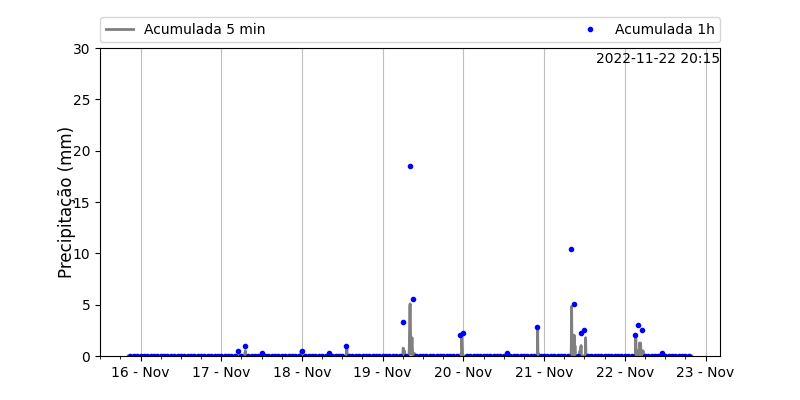 Acumulada 5 min
Acumulada 1h
2022-11-22 20:15
Precipitação (mm)
30
25
20
15
10
5
0
16 - Nov
17 - Nov
18 - Nov
19 - Nov
20 - Nov
21 - Nov
22 - Nov
23 - Nov